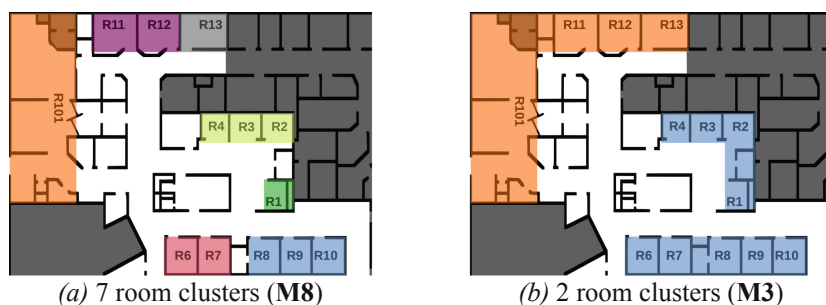 R11 R12 R13
R101
R4 R3 R2
R1
R6 R7 R8 R9 R10
(a) 7 room clusters (M8)
R11 R12 R13
R101
R4 R3 R2
R1
R6 R7 R8 R9 R10
(b) 2 room clusters (M3)